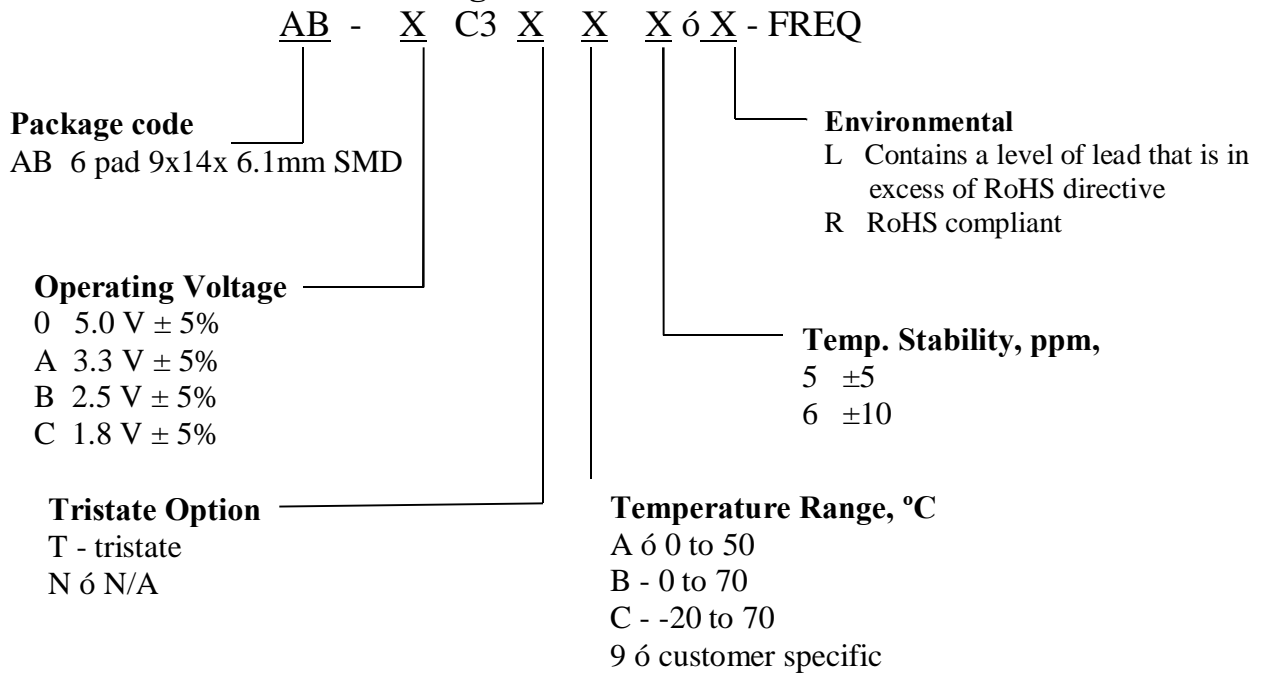 AB - X C3 X X X ó X - FREQ
Package code
AB 6 pad 9x14x 6.1mm SMD
Environmental
L Contains a level of lead that is in
excess of RoHS directive
R RoHS compliant
Operating Voltage
0 5.0 V ± 5%
A 3.3 V ± 5%
B 2.5 V ± 5%
C 1.8 V ± 5%
Temp. Stability, ppm,
5 ±5
6 ±10
Tristate Option
T - tristate
N ó N/A
Temperature Range, ºC
A ó 0 to 50
B - 0 to 70
C - -20 to 70
9 ó customer specific